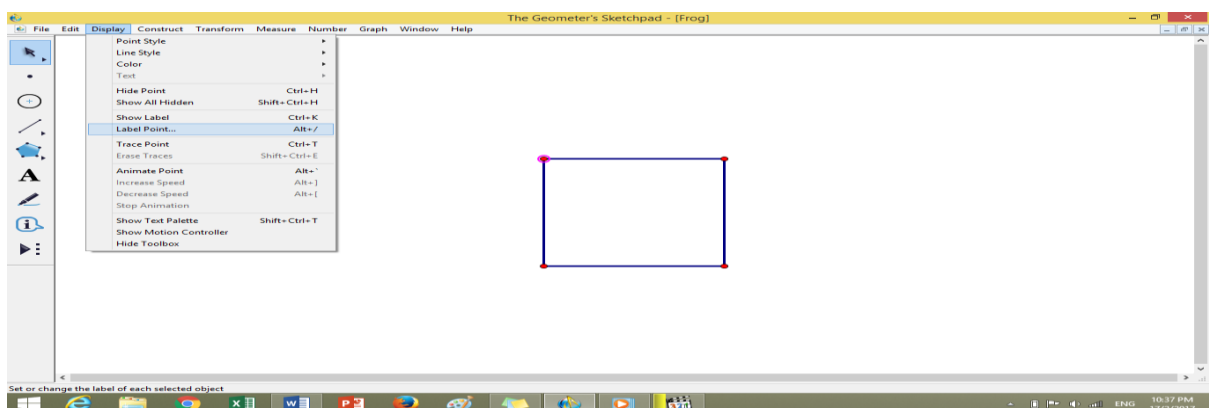 The Geometer's Sketchpad - [Frog]
File Edit Display Construct Transform Measure Number Graph Window Help
Point Style
Line Style
Color
Text
Hide Point Ctrl+H
Show All Hidden Shift+Ctrl+H
Show Label Ctrl+K
Label Point... Alt+/
Trace Point Ctrl+T
Erase Traces Shift+Ctrl+E
Animate Point Alt+`
Increase Speed Alt+]
Decrease Speed Alt+[
Stop Animation
Show Text Palette Shift+Ctrl+T
Show Motion Controller
Hide Toolbox
A
Set or change the label of each selected object
ENG
10:37 PM